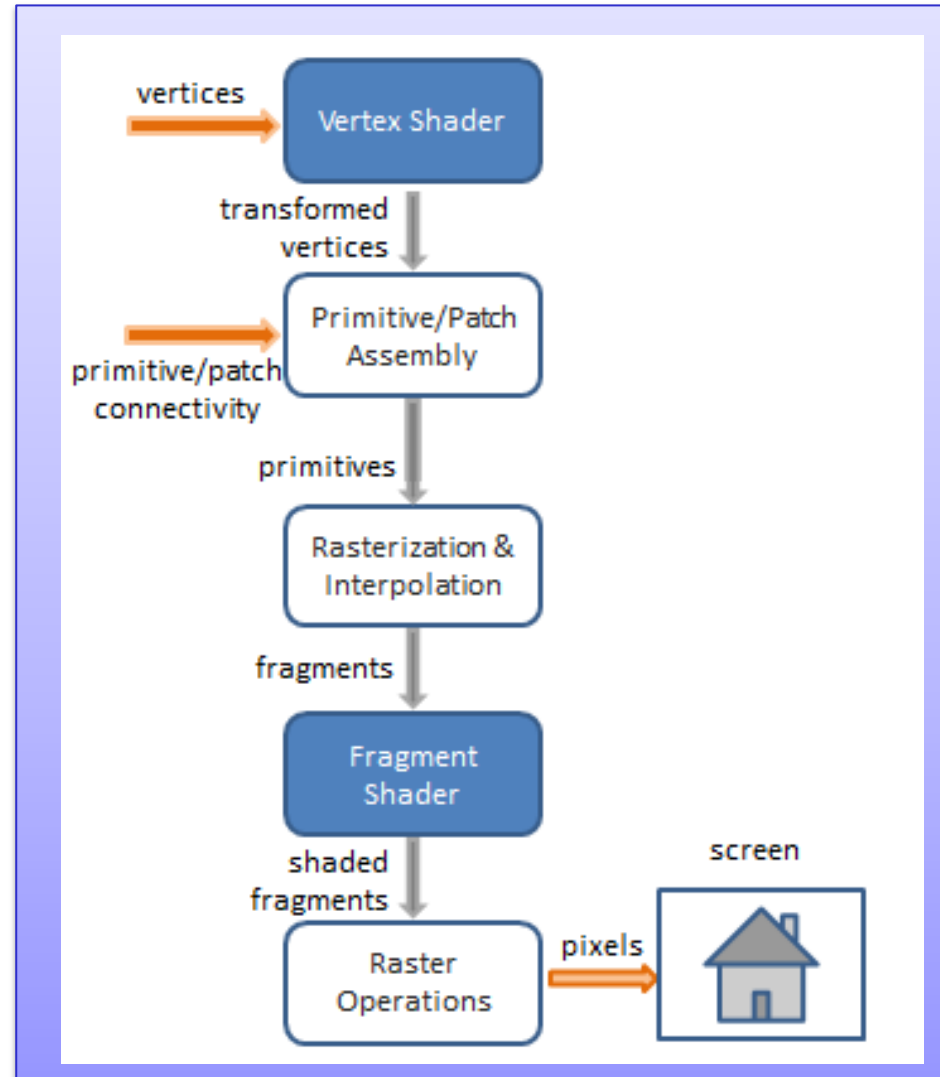 vertices
Vertex Shader
transformed
vertices
Primitive/Patch
Assembly
primitive/patch
connectivity
primitives
Rasterization &
Interpolation
fragments
Fragment
Shader
shaded
fragments
Raster
Operations
pixels
screen